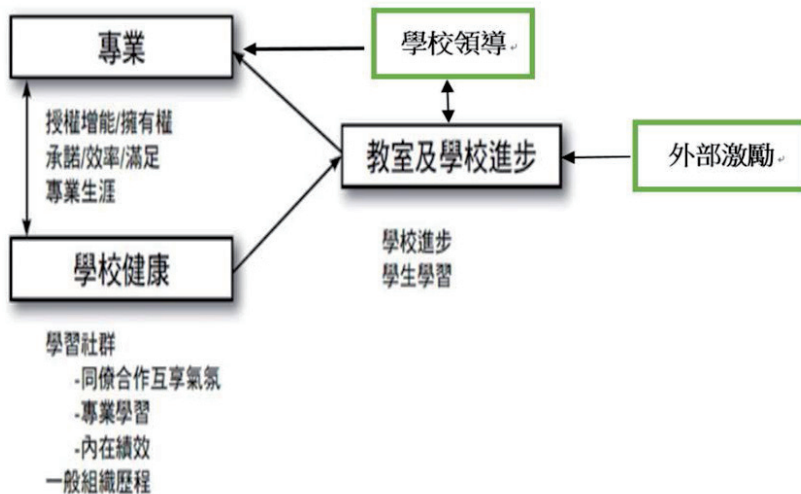 專業
學校領導
授權增能/擁有權
承諾/效率/滿足
專業生涯
教室及學校進步
外部激勵
學校健康
學校進步
學生學習
學習社群
-同僚合作互享氣氛
-專業學習
-內在績效
一般組織歷程